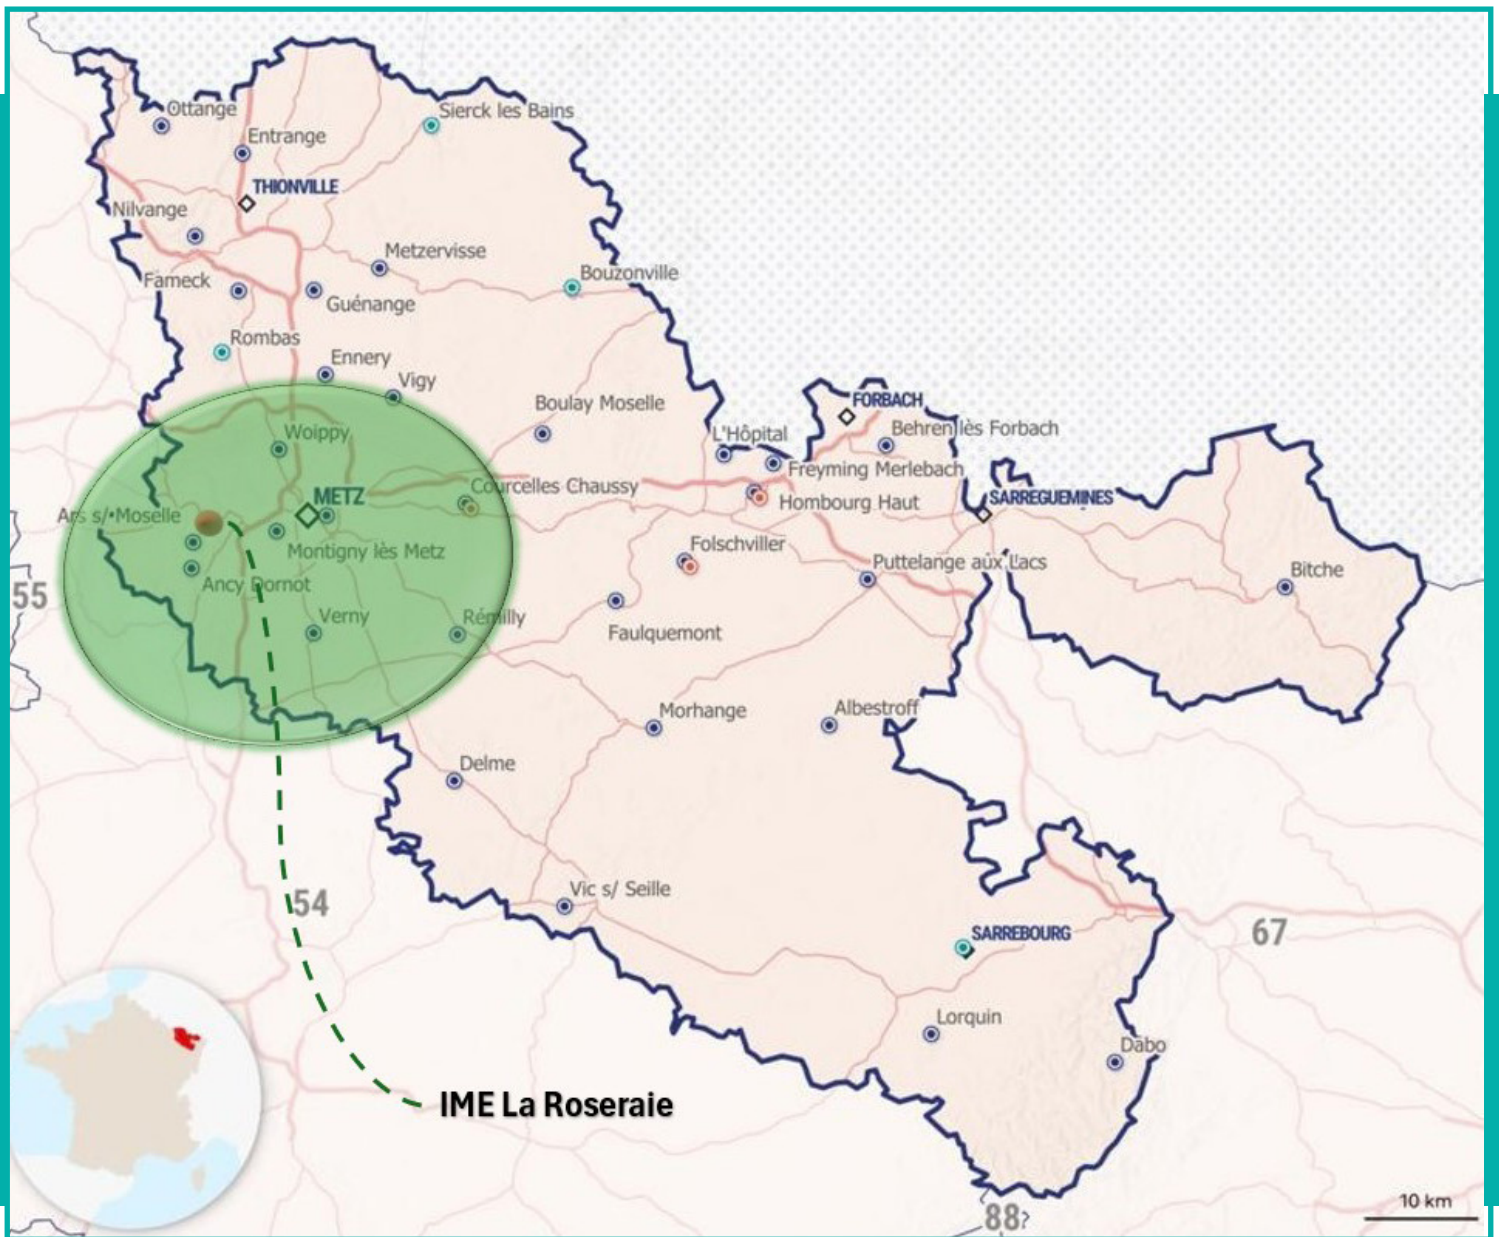 Ottange
Sierck les Bains
Entrange
THIONVILLE
Nilvange
Metzervisse
Bouzonville
Fameck
Guénange
Rombas
Ennery
Vigy
Boulay Moselle
FORBACH
Behren lès Forbach
L'Hôpital
Woippy
Freyming Merlebach
Courcelles Chaussy
METZ
Hombourg Haut
SARREGUEMINES
Ars s/•Moselle
Montigny lès Metz
Folschviller
Puttelange aux Lacs
Bitche
Ancy Dornot
55
Verny
Rémilly
Faulquemont
Morhange
Albestroff
Delme
Vic s/ Seille
54
SARREBOURG
67
Lorquin
Dabo
IME La Roseraie
10 km
88?